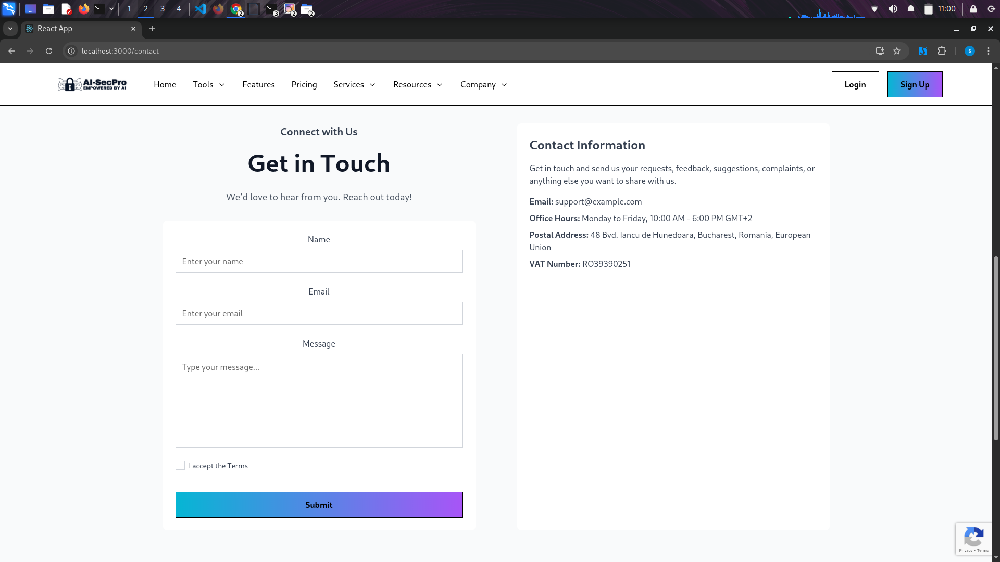 1 2 3 4
2 3 2 2
11:00
React App
localhost:3000/contact
S
AI-SecPro
EMPOWERED BY AI
Home Tools Features Pricing Services Resources Company
Login Sign Up
Connect with Us
Get in Touch
We’d love to hear from you. Reach out today!
Name
Enter your name
Email
Enter your email
Message
Type your message...
I accept the Terms
Submit
Contact Information
Get in touch and send us your requests, feedback, suggestions, complaints, or
anything else you want to share with us.
Email: support@example.com
Office Hours: Monday to Friday, 10:00 AM - 6:00 PM GMT+2
Postal Address: 48 Bvd. Iancu de Hunedoara, Bucharest, Romania, European
Union
VAT Number: RO39390251
Privacy - Terms